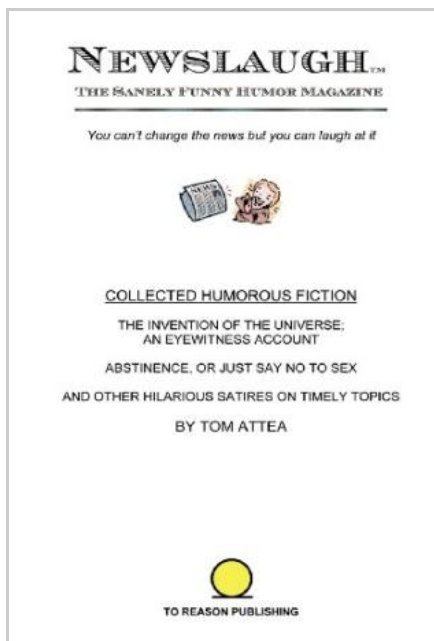 NEWSLAUGH™
THE SANELY FUNNY HUMOR MAGAZINE
You can't change the news but you can laugh at it
NEWS
COLLECTED HUMOROUS FICTION
THE INVENTION OF THE UNIVERSE;
AN EYEWITNESS ACCOUNT
ABSTINENCE, OR JUST SAY NO TO SEX
AND OTHER HILARIOUS SATIRES ON TIMELY TOPICS
BY TOM ATTEA
TO REASON PUBLISHING